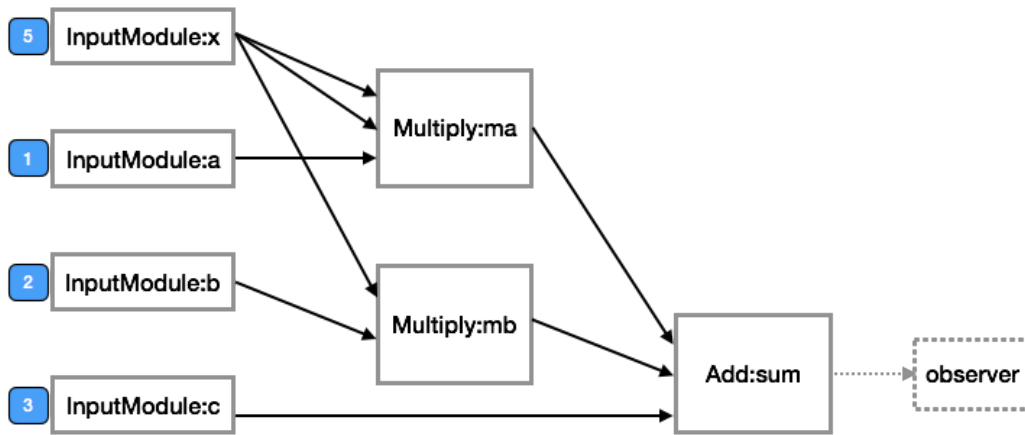 5
InputModule:x
1
InputModule:a
Multiply:ma
2
InputModule:b
Multiply:mb
3
InputModule:c
Add:sum
observer